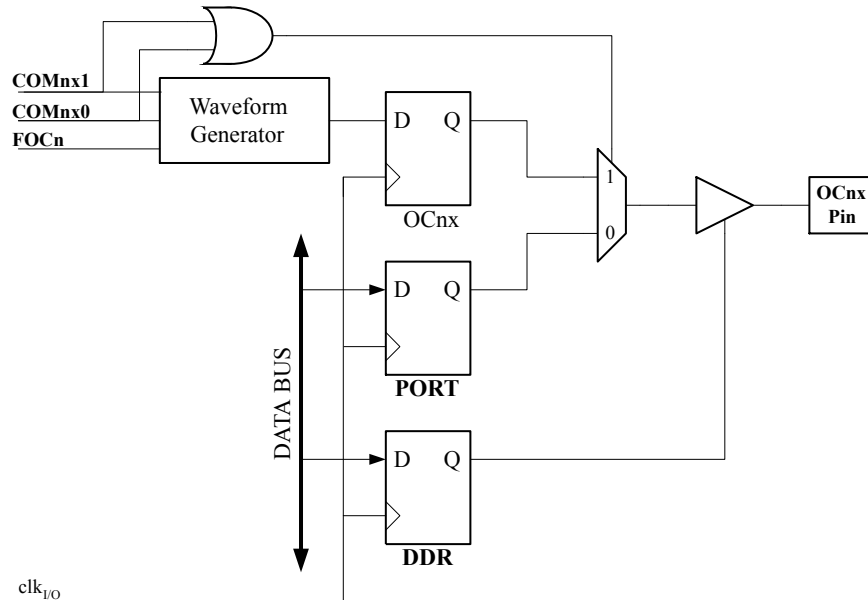 COMnx1
COMnx0
FOCn
Waveform
Generator
D
Q
OCnx
1
0
OCnx
Pin
D
Q
PORT
DATA BUS
D
Q
DDR
clkI/O